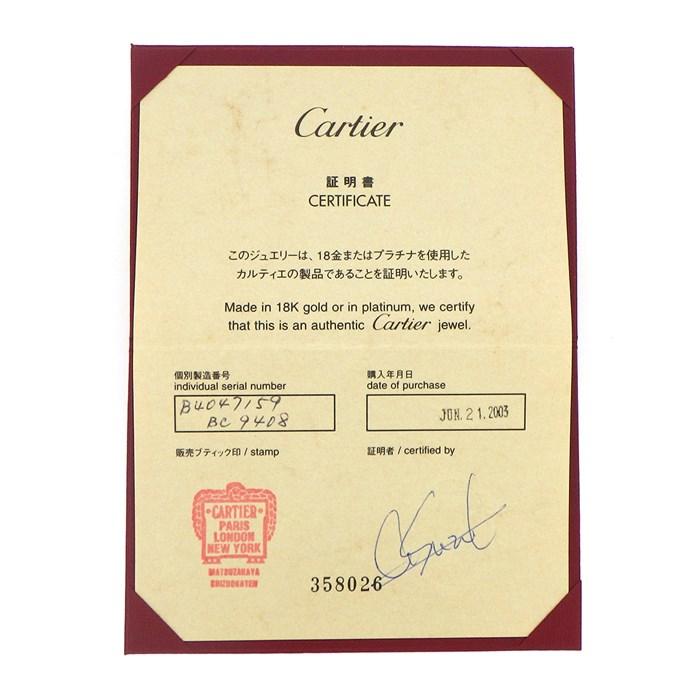 Cartier
証明書
CERTIFICATE
このジュエリーは、18金またはプラチナを使用した
カルティエの製品であることを証明いたします。
Made in 18K gold or in platinum, we certify
that this is an authentic Cartier jewel.
個別製造番号
individual serial number
B4047159
BC 9408
購入年月日
date of purchase
JUN. 21. 2003
販売ブティック印 / stamp
証明者 / certified by
CARTIER
PARIS
LONDON
NEW YORK
MATSUZAKAYA
SHIZUOKATEN
358026